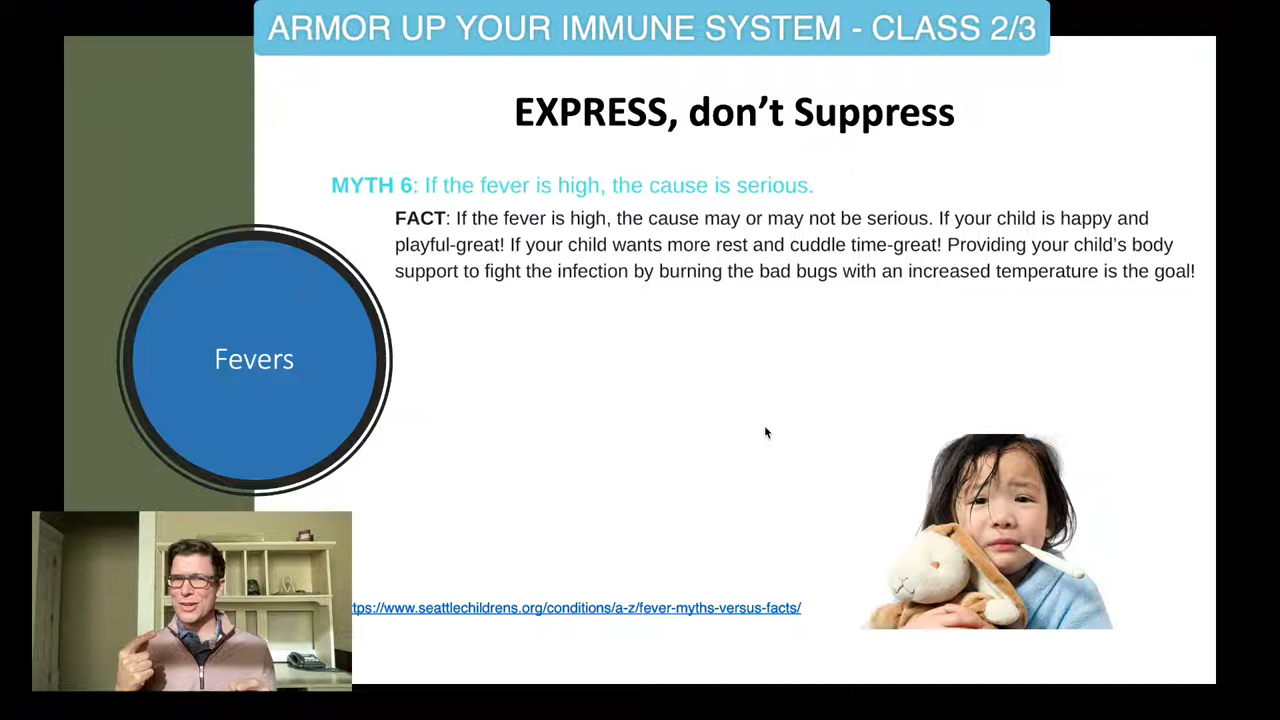 ARMOR UP YOUR IMMUNE SYSTEM - CLASS 2/3
EXPRESS, don't Suppress
MYTH 6: If the fever is high, the cause is serious.
FACT: If the fever is high, the cause may or may not be serious. If your child is happy and
playful-great! If your child wants more rest and cuddle time-great! Providing your child's body
support to fight the infection by burning the bad bugs with an increased temperature is the goal!
Fevers
tps://www.seattlechildrens.org/conditions/a-z/fever-myths-versus-facts/